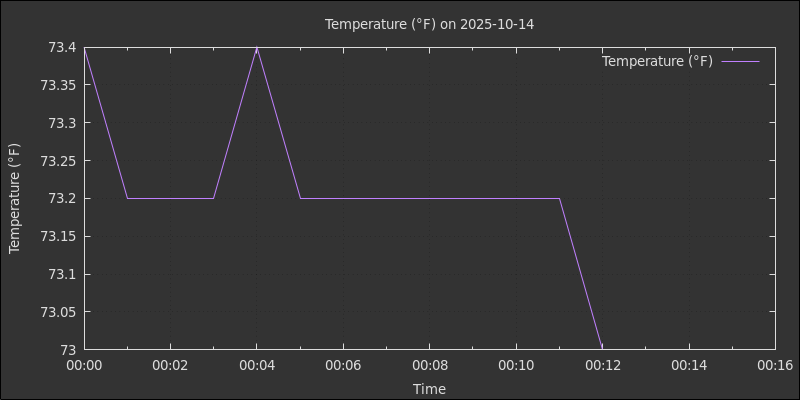 Temperature (°F) on 2025-10-14
Temperature (°F)
73.4
73.35
73.3
73.25
73.2
73.15
73.1
73.05
73
Temperature (°F)
00:00 00:02 00:04 00:06 00:08 00:10 00:12 00:14 00:16
Time